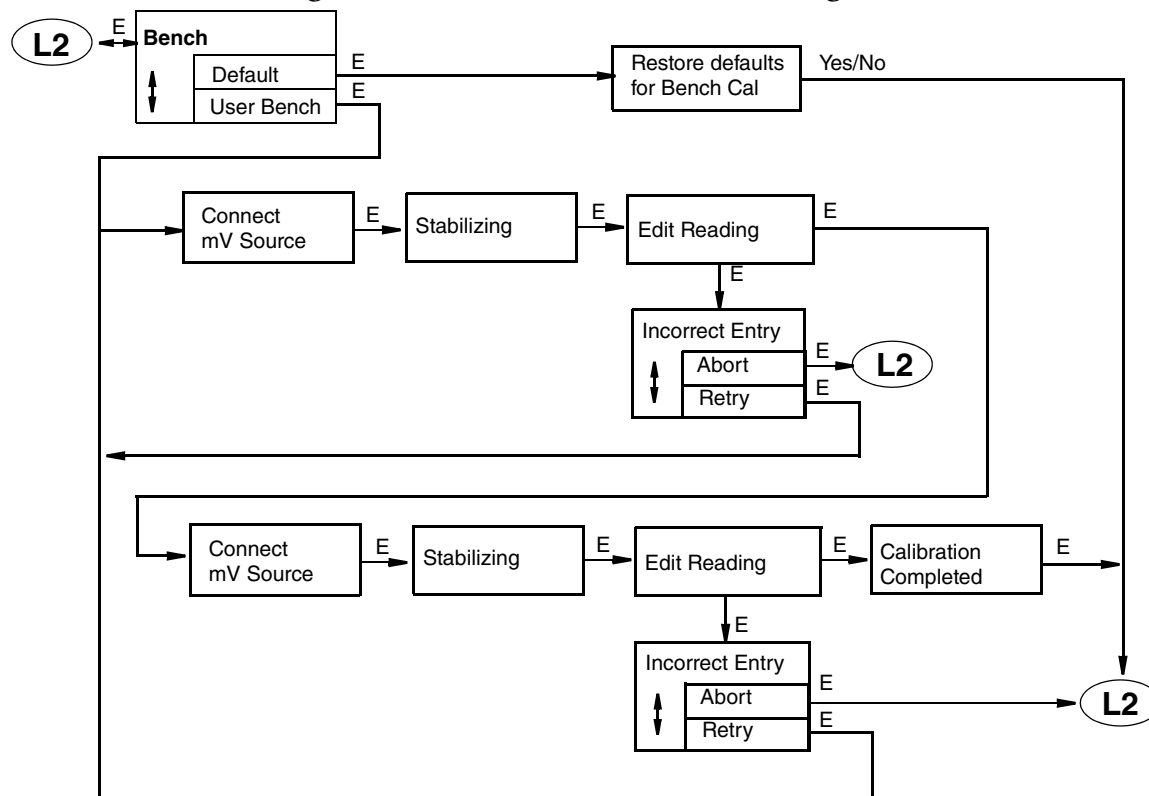 L2
E
Bench
Default
E
User Bench
E
Restore defaults
for Bench Cal
Yes/No
Connect
mV Source
E
Stabilizing
E
Edit Reading
E
E
Incorrect Entry
Abort
E
L2
Retry
E
Connect
mV Source
E
Stabilizing
E
Edit Reading
E
Calibration
Completed
E
E
Incorrect Entry
Abort
E
L2
Retry
E